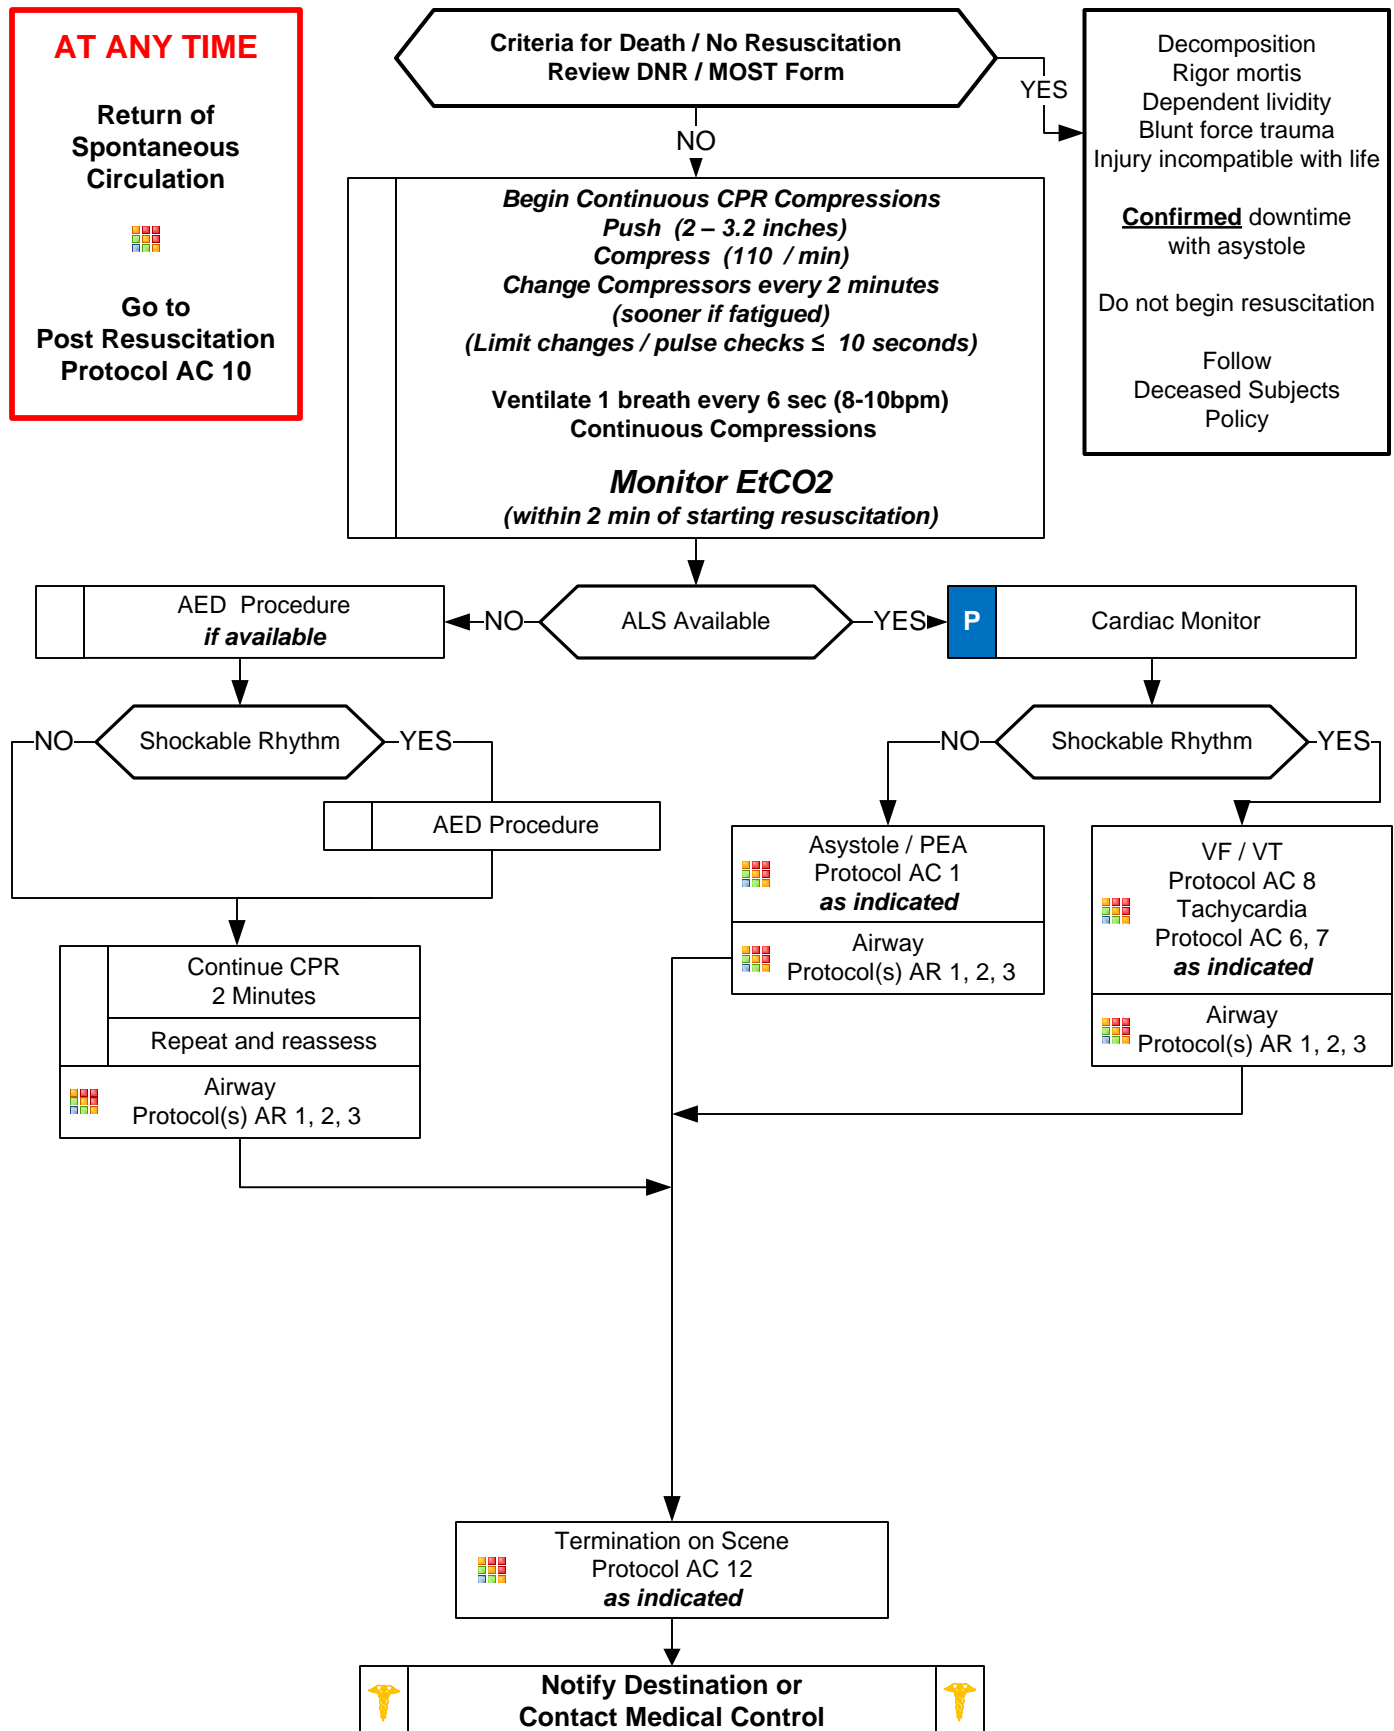 AT ANY TIME
Return of
Spontaneous
Circulation
Go to
Post Resuscitation
Protocol AC 10
Criteria for Death / No Resuscitation
Review DNR / MOST Form
YES
NO
Decomposition
Rigor mortis
Dependent lividity
Blunt force trauma
Injury incompatible with life
Confirmed downtime
with asystole
Do not begin resuscitation
Follow
Deceased Subjects
Policy
Begin Continuous CPR Compressions
Push (2 – 3.2 inches)
Compress (110 / min)
Change Compressors every 2 minutes
(sooner if fatigued)
(Limit changes / pulse checks ≤ 10 seconds)
Ventilate 1 breath every 6 sec (8-10bpm)
Continuous Compressions
Monitor EtCO2
(within 2 min of starting resuscitation)
AED Procedure
if available
NO
ALS Available
YES
P
Cardiac Monitor
NO
Shockable Rhythm
YES
NO
Shockable Rhythm
YES
AED Procedure
Asystole / PEA
Protocol AC 1
as indicated
Airway
Protocol(s) AR 1, 2, 3
VF / VT
Protocol AC 8
Tachycardia
Protocol AC 6, 7
as indicated
Airway
Protocol(s) AR 1, 2, 3
Continue CPR
2 Minutes
Repeat and reassess
Airway
Protocol(s) AR 1, 2, 3
Termination on Scene
Protocol AC 12
as indicated
Notify Destination or
Contact Medical Control